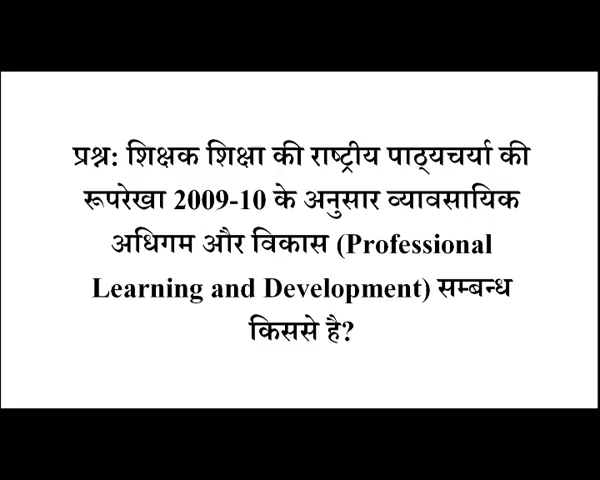 प्रश्न: शिक्षक शिक्षा की राष्ट्रीय पाठ्यचर्या की
रूपरेखा 2009-10 के अनुसार व्यावसायिक
अधिगम और विकास (Professional
Learning and Development) सम्बन्ध
किससे है?